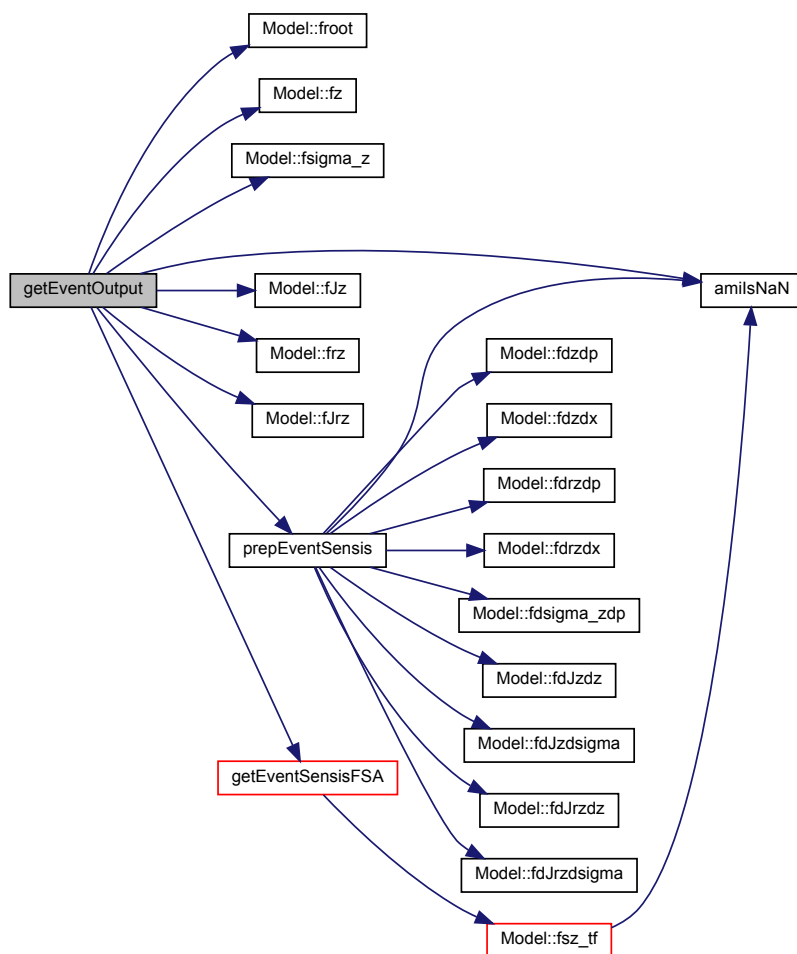 Model::froot
Model::fz
Model::fsigma_z
getEventOutput
Model::fJz
amiIsNaN
Model::frz
Model::fdzdp
Model::fJrz
Model::fdzdx
Model::fdrzdp
prepEventSensis
Model::fdrzdx
Model::fdsigma_zdp
Model::fdJzdz
Model::fdJzdsigma
getEventSensisFSA
Model::fdJrzdz
Model::fdJrzdsigma
Model::fsz_tf